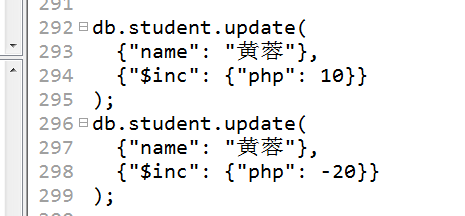 291
292 db.student.update(
293 {"name": "黄蓉"},
294 {"$inc": {"php": 10}}
295 );
296 db.student.update(
297 {"name": "黄蓉"},
298 {"$inc": {"php": -20}}
299 );